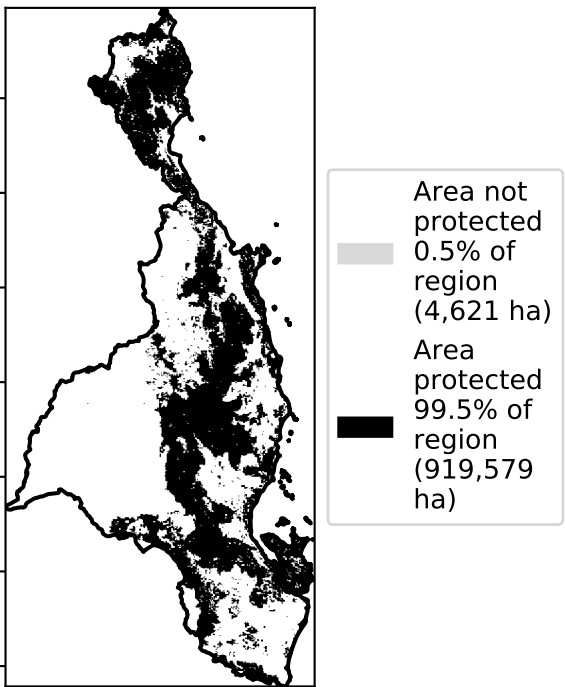 Area not
protected
0.5% of
region
(4,621 ha)
Area
protected
99.5% of
region
(919,579
ha)